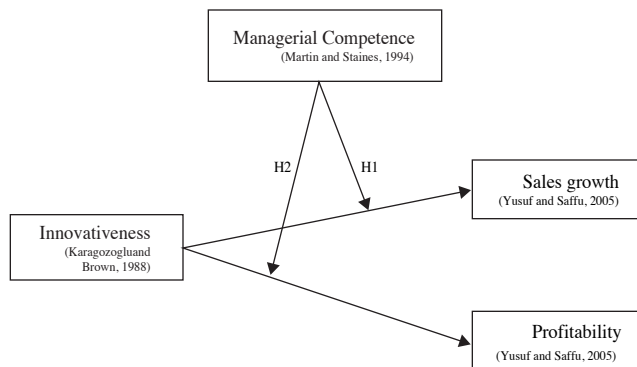 Managerial Competence
(Martin and Staines, 1994)
H2
H1
Sales growth
(Yusuf and Saffu, 2005)
Innovativeness
(Karagozogluand
Brown, 1988)
Profitability
(Yusuf and Saffu, 2005)